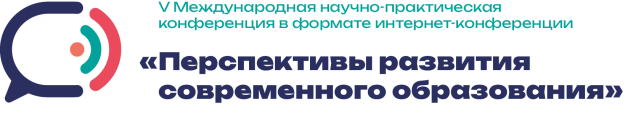 V Международная научно-практическая
конференция в формате интернет-конференции
«Перспективы развития
современного образования»